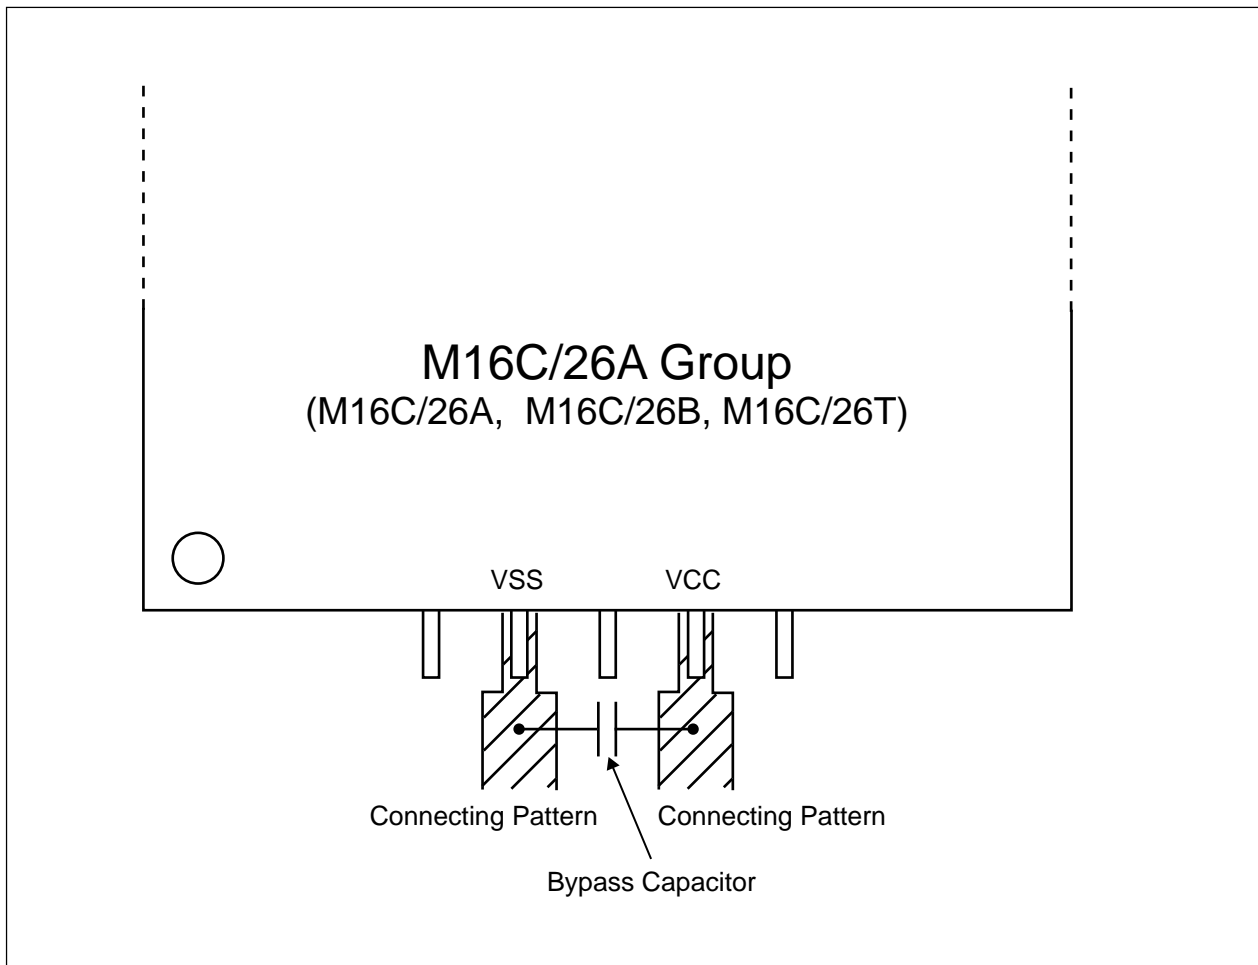 M16C/26A Group
(M16C/26A, M16C/26B, M16C/26T)
VSS VCC
Connecting Pattern Connecting Pattern
Bypass Capacitor